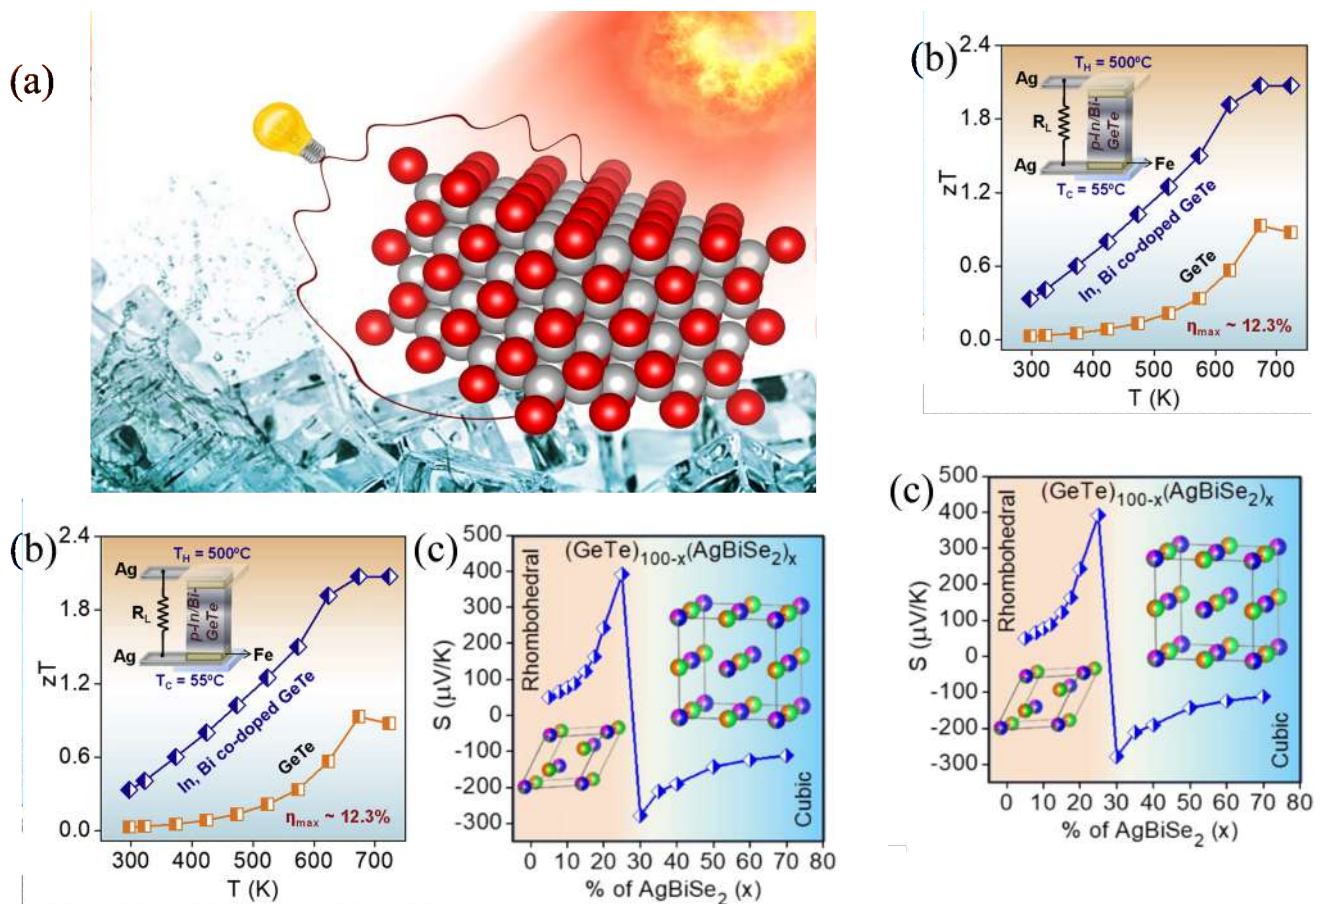 (a)
(b)
2.4
1.8
1.2
0.6
0.0
zT
T_H = 500ºC
Ag
R_L
p-In/Bi-
GeTe
Ag
Fe
T_C = 55ºC
In, Bi co-doped GeTe
GeTe
η_max ~ 12.3%
300 400 500 600 700
T (K)
(c)
500
400
300
200
100
0
-100
-200
-300
S (μV/K)
Rhombohedral
(GeTe)_100-x(AgBiSe_2)_x
Cubic
0 10 20 30 40 50 60 70 80
% of AgBiSe_2 (x)
(b)
2.4
1.8
1.2
0.6
0.0
zT
T_H = 500ºC
Ag
R_L
p-In/Bi-
GeTe
Ag
Fe
T_C = 55ºC
In, Bi co-doped GeTe
GeTe
η_max ~ 12.3%
300 400 500 600 700
T (K)
(c)
500
400
300
200
100
0
-100
-200
-300
S (μV/K)
Rhombohedral
(GeTe)_100-x(AgBiSe_2)_x
Cubic
0 10 20 30 40 50 60 70 80
% of AgBiSe_2 (x)